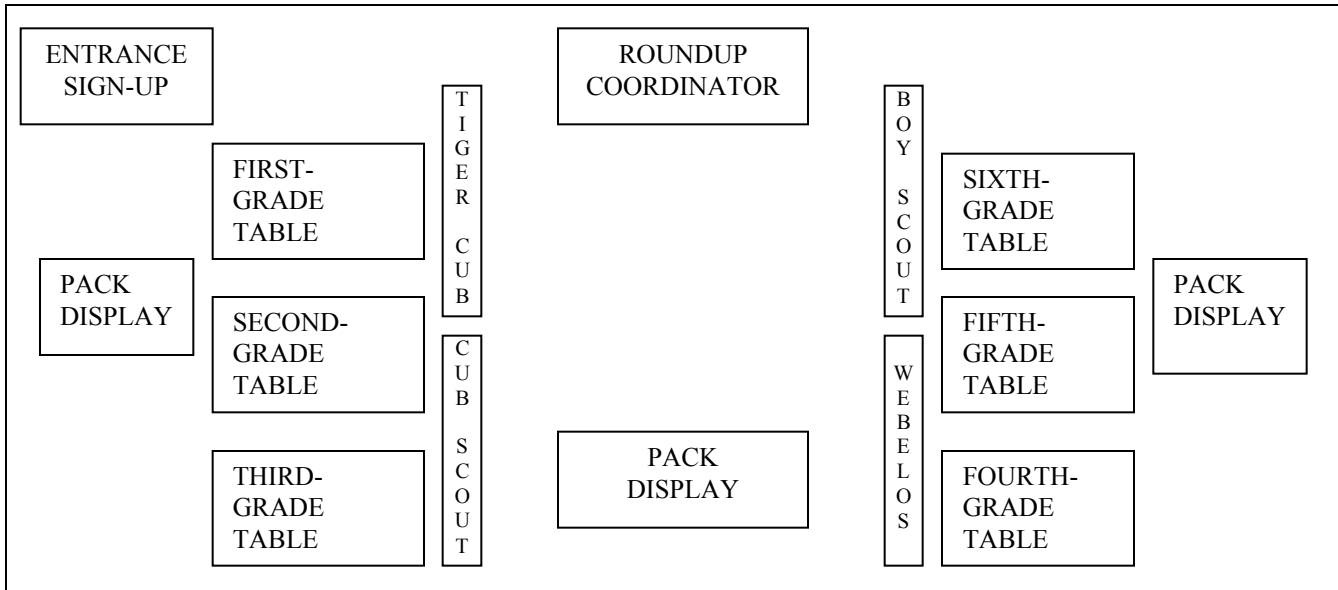 ENTRANCE
SIGN-UP
ROUNDUP
COORDINATOR
TIGER CUB
BOY SCOUT
FIRST-
GRADE
TABLE
SIXTH-
GRADE
TABLE
PACK
DISPLAY
PACK
DISPLAY
SECOND-
GRADE
TABLE
FIFTH-
GRADE
TABLE
CUB SCOUT
WEBELOS
PACK
DISPLAY
THIRD-
GRADE
TABLE
FOURTH-
GRADE
TABLE